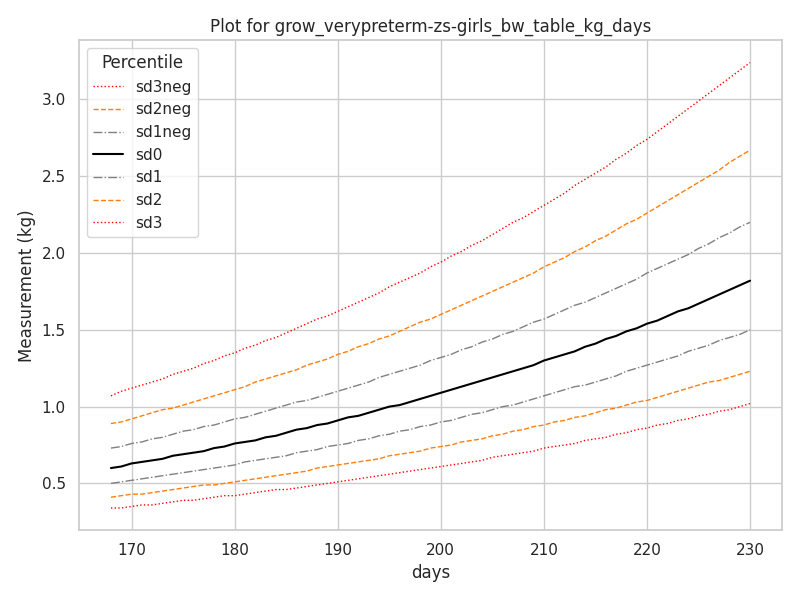 Plot for grow_verypreterm-zs-girls_bw_table_kg_days
Percentile
sd3neg
sd2neg
sd1neg
sd0
sd1
sd2
sd3
Measurement (kg)
3.0
2.5
2.0
1.5
1.0
0.5
170 180 190 200 210 220 230
days